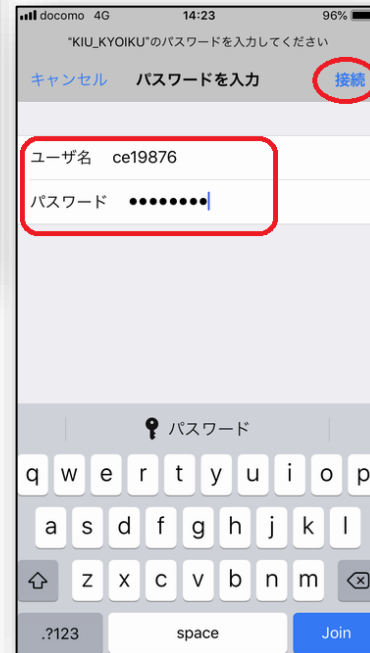 docomo 4G 14:23 96%
"KIU_KYOIKU"のパスワードを入力してください
キャンセル パスワードを入力 接続
ユーザ名 ce19876
パスワード ••••••••
パスワード
q w e r t y u i o p
a s d f g h j k l
z x c v b n m
.?123 space Join